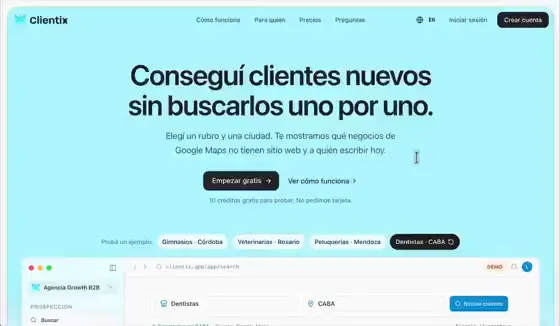 Clientix
Cómo funciona
Para quién
Precios
Preguntas
EN
Iniciar sesión
Crear cuenta
Conseguí clientes nuevos
sin buscarlos uno por uno.
Elegí un rubro y una ciudad. Te mostramos qué negocios de
Google Maps no tienen sitio web y a quién escribir hoy.
Empezar gratis →
Ver cómo funciona
10 créditos gratis para probar. No pedimos tarjeta.
Probá un ejemplo:
Gimnasios · Córdoba
Veterinarias · Rosario
Peluquerías · Mendoza
Dentistas · CABA
clientix.app/app/search
DEMO
Agencia Growth B2B
Dentistas
CABA
Buscar clientes
PROSPECCIÓN
Buscar